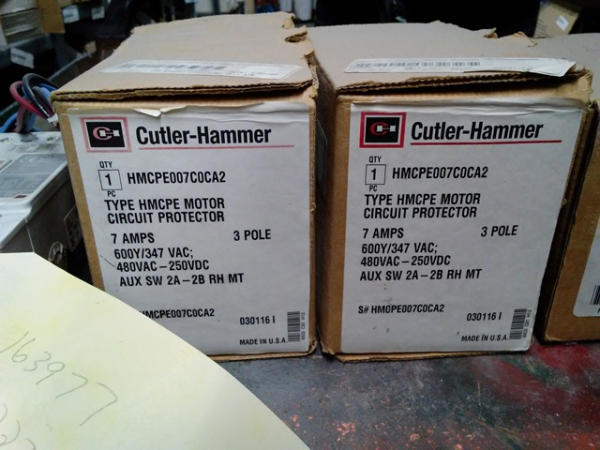 Cutler-Hammer
QTY
1
PC
HMCPE007C0CA2
TYPE HMCPE MOTOR
CIRCUIT PROTECTOR
7 AMPS 3 POLE
600Y/347 VAC;
480VAC-250VDC
AUX SW 2A-2B RH MT
HMCPE007C0CA2
030116 I
MADE IN U.S.A.
Cutler-Hammer
QTY
1
PC
HMCPE007C0CA2
TYPE HMCPE MOTOR
CIRCUIT PROTECTOR
7 AMPS 3 POLE
600Y/347 VAC;
480VAC-250VDC
AUX SW 2A-2B RH MT
S# HMCPE007C0CA2
030116 I
MADE IN U.S.A.
163977